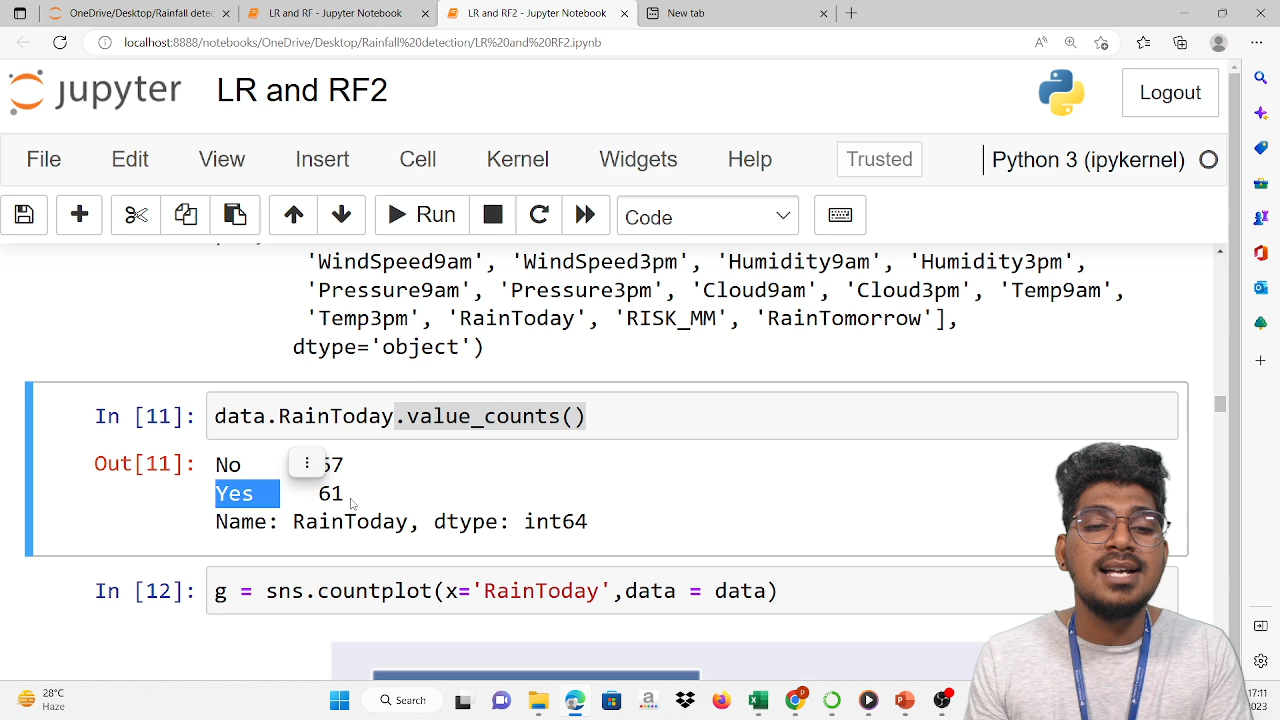 OneDrive/Desktop/Rainfall detec
LR and RF - Jupyter Notebook
LR and RF2 - Jupyter Notebook
New tab
localhost:8888/notebooks/OneDrive/Desktop/Rainfall%20detection/LR%20and%20RF2.ipynb
jupyter LR and RF2
Logout
File Edit View Insert Cell Kernel Widgets Help Trusted Python 3 (ipykernel)
Run Code
'WindSpeed9am', 'WindSpeed3pm', 'Humidity9am', 'Humidity3pm',
'Pressure9am', 'Pressure3pm', 'Cloud9am', 'Cloud3pm', 'Temp9am',
'Temp3pm', 'RainToday', 'RISK_MM', 'RainTomorrow'],
dtype='object')
In [11]: data.RainToday.value_counts()
Out[11]: No 57
Yes 61
Name: RainToday, dtype: int64
In [12]: g = sns.countplot(x='RainToday',data = data)
28°C
Haze
Search
17:11